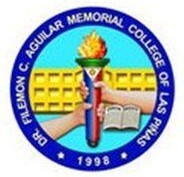 DR. FILEMON C. AGUILAR MEMORIAL COLLEGE OF LAS PIÑAS
1998